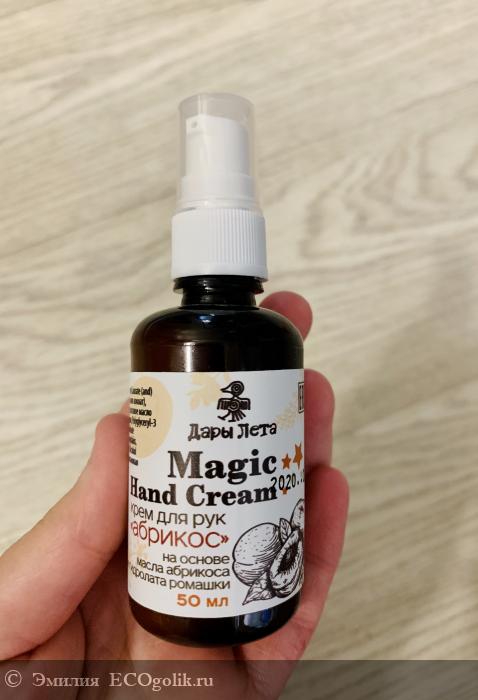 Дары Лета
Magic
Hand Cream
2020.
крем для рук
«абрикос»
на основе
масла абрикоса
идролата ромашки
50 мл
© Эмилия ECOgolik.ru